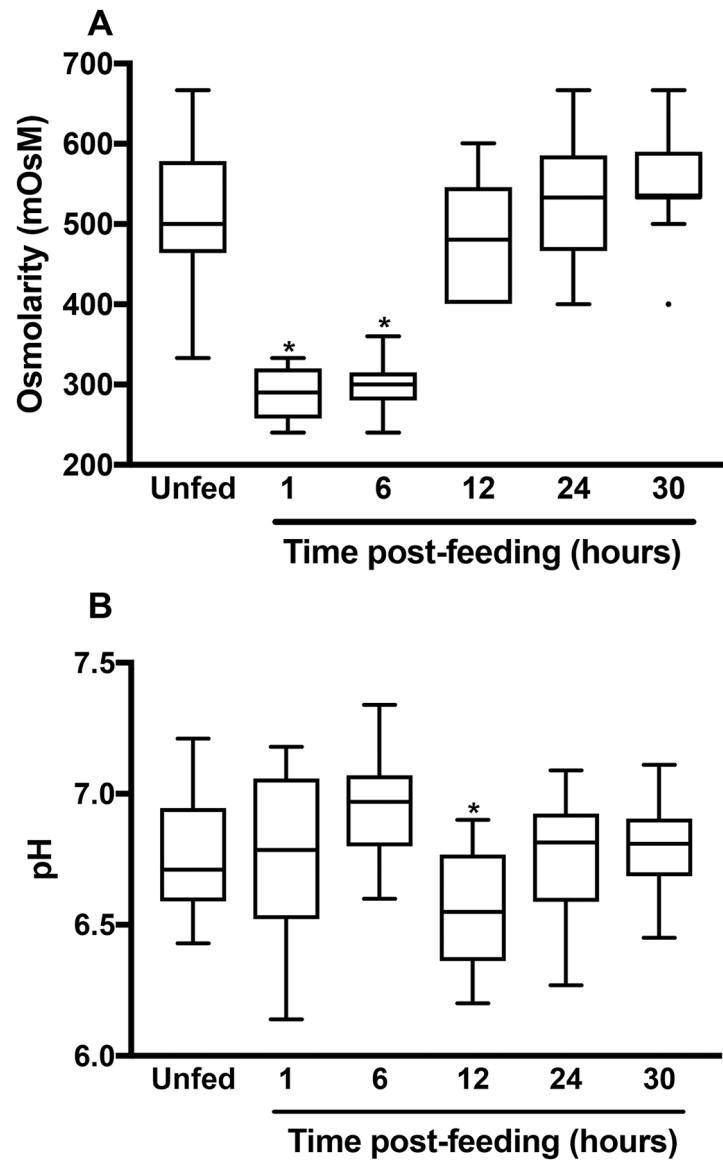 A
700
600
500
400
300
200
Osmolarity (mOsM)
*
*
Unfed 1 6 12 24 30
Time post-feeding (hours)
B
7.5
7.0
6.5
6.0
pH
*
Unfed 1 6 12 24 30
Time post-feeding (hours)